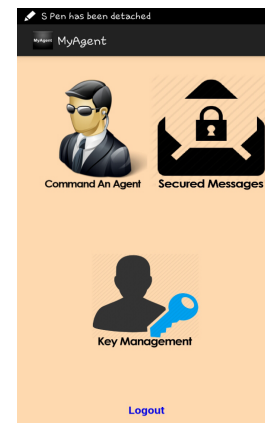 S Pen has been detached
MyAgent MyAgent
Command An Agent Secured Messages
Key Management
Logout